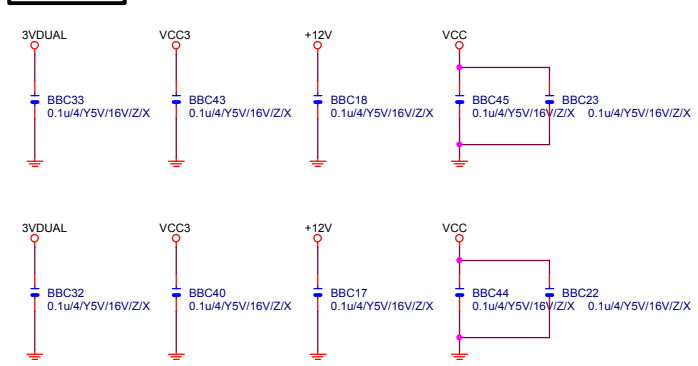 3VDUAL VCC3 +12V VCC
BBC33 BBC43 BBC18 BBC45 BBC23
0.1u/4/Y5V/16V/Z/X 0.1u/4/Y5V/16V/Z/X 0.1u/4/Y5V/16V/Z/X 0.1u/4/Y5V/16V/Z/X 0.1u/4/Y5V/16V/Z/X
3VDUAL VCC3 +12V VCC
BBC32 BBC40 BBC17 BBC44 BBC22
0.1u/4/Y5V/16V/Z/X 0.1u/4/Y5V/16V/Z/X 0.1u/4/Y5V/16V/Z/X 0.1u/4/Y5V/16V/Z/X 0.1u/4/Y5V/16V/Z/X